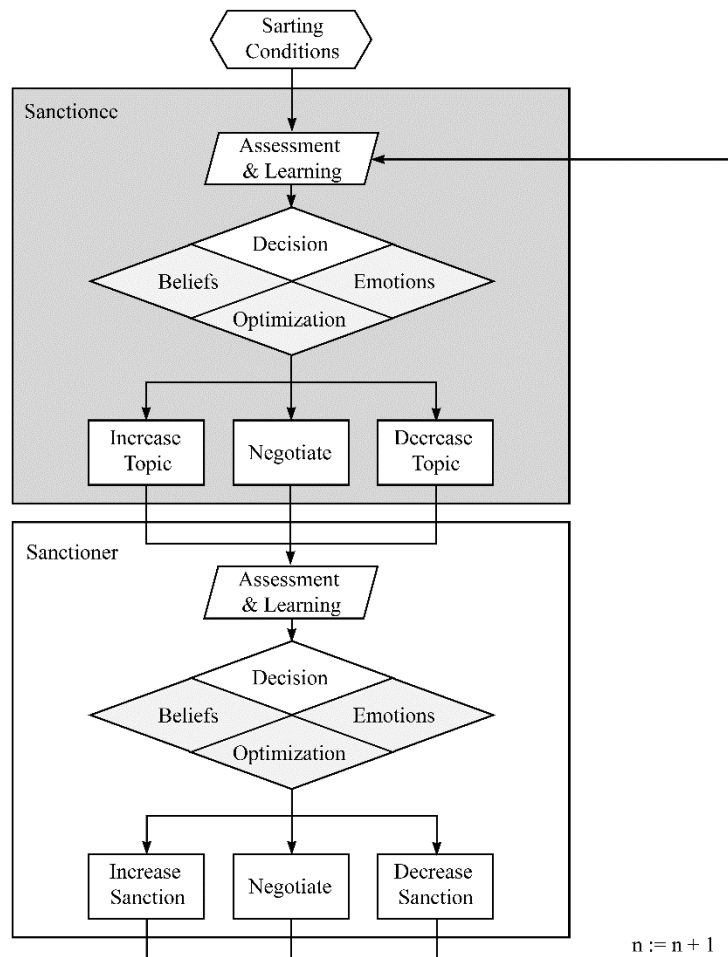 Sarting
Conditions
Sanctionee
Assessment
& Learning
Decision
Beliefs
Emotions
Optimization
Increase
Topic
Negotiate
Decrease
Topic
Sanctioner
Assessment
& Learning
Decision
Beliefs
Emotions
Optimization
Increase
Sanction
Negotiate
Decrease
Sanction
n := n + 1